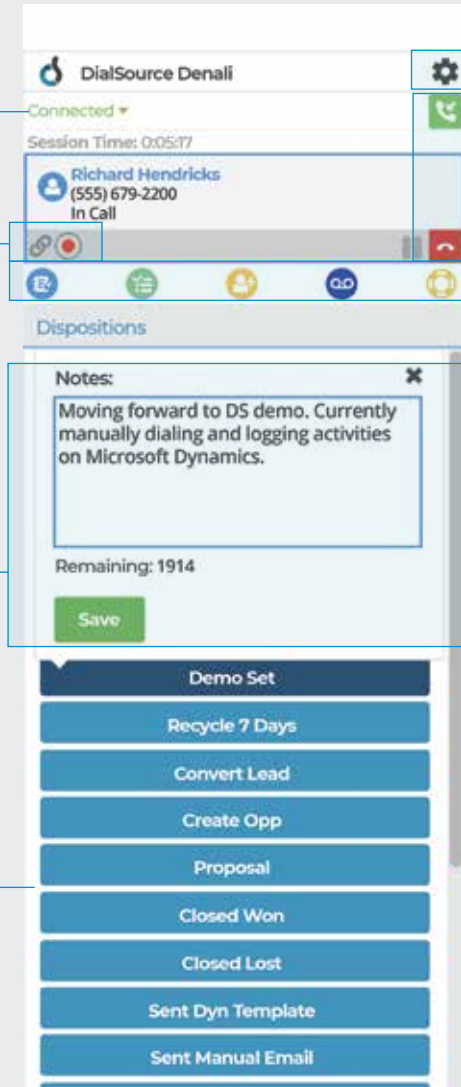 DialSource Denali
Connected
Session Time: 0:05:17
Richard Hendricks
(555) 679-2200
In Call
Dispositions
Notes:
Moving forward to DS demo. Currently
manually dialing and logging activities
on Microsoft Dynamics.
Remaining: 1914
Save
Demo Set
Recycle 7 Days
Convert Lead
Create Opp
Proposal
Closed Won
Closed Lost
Sent Dyn Template
Sent Manual Email